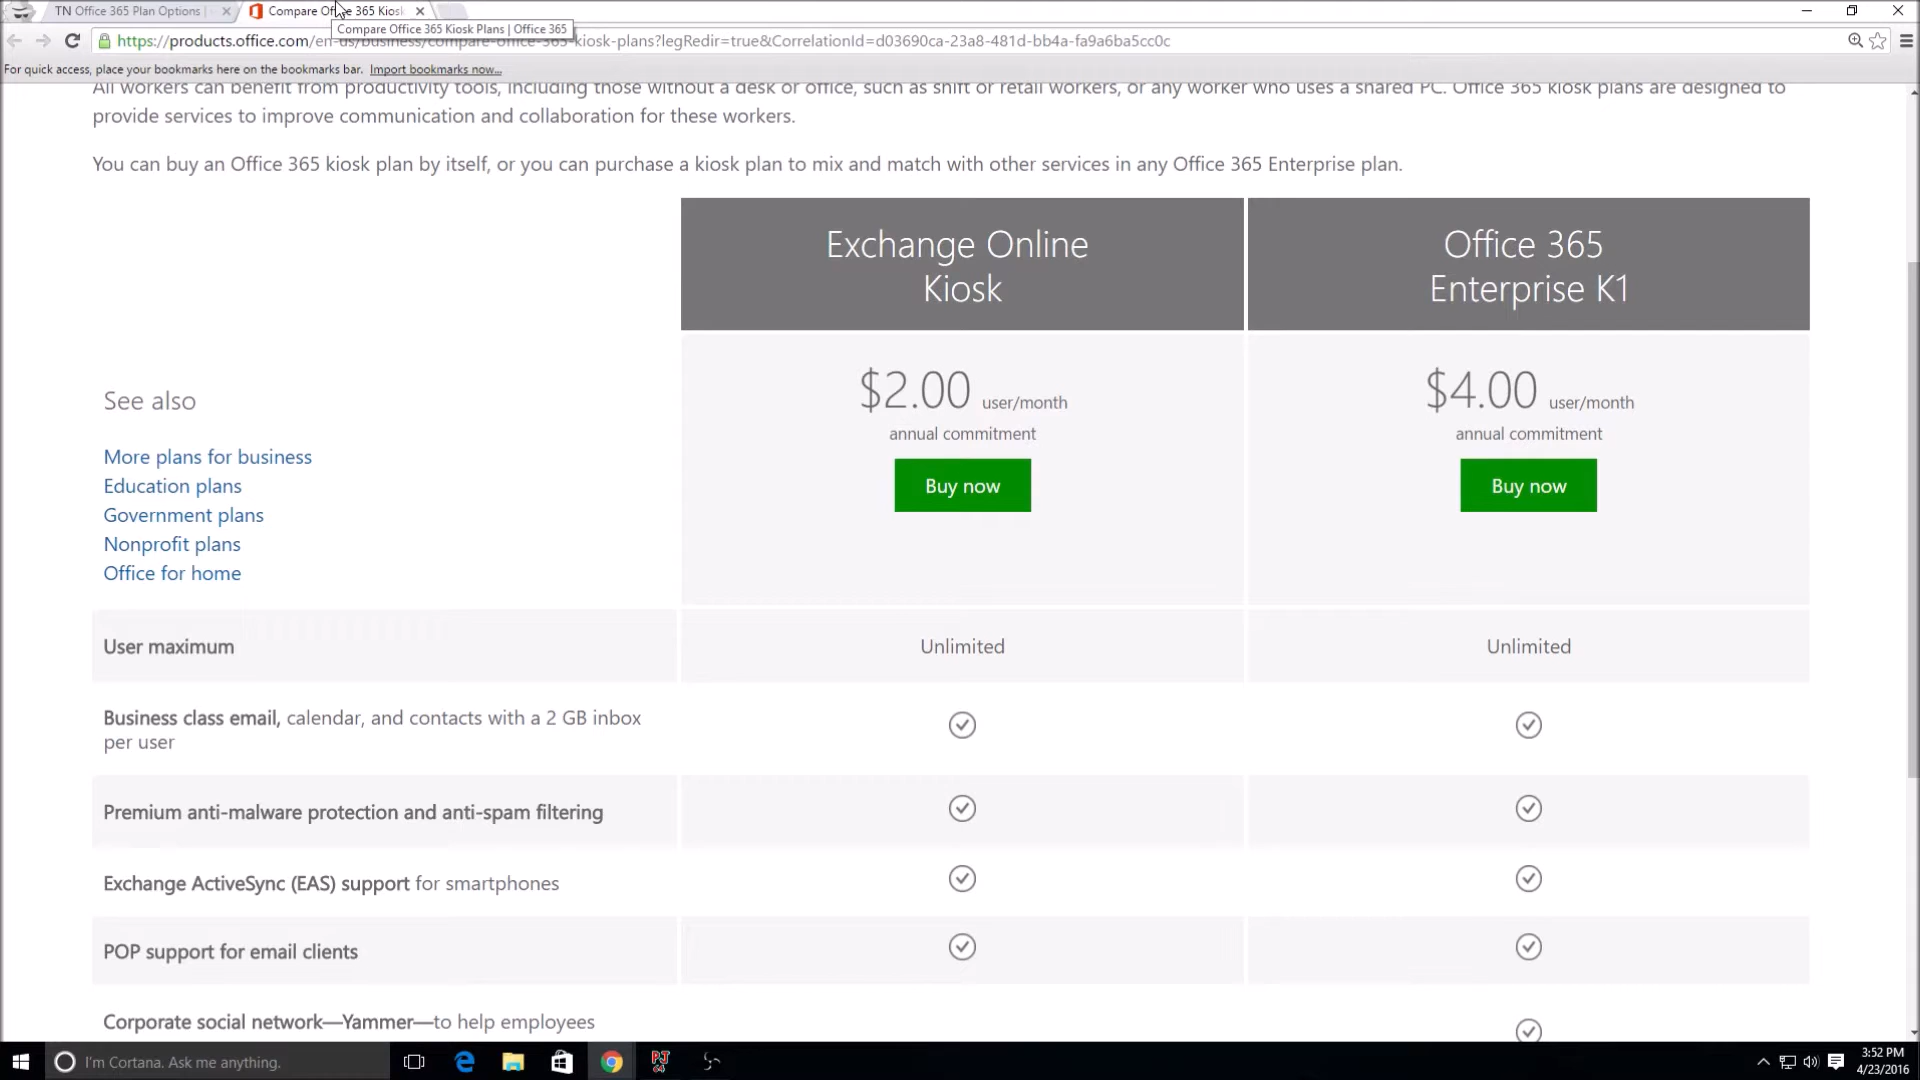 TN Office 365 Plan Options |
Compare Office 365 Kiosk
Compare Office 365 Kiosk Plans | Office 365
https://products.office.com/en-us/business/compare-office-365-kiosk-plans?legRedir=true&CorrelationId=d03690ca-23a8-481d-bb4a-fa9a6ba5cc0c
For quick access, place your bookmarks here on the bookmarks bar. Import bookmarks now...
All workers can benefit from productivity tools, including those without a desk or office, such as shift or retail workers, or any worker who uses a shared PC. Office 365 kiosk plans are designed to
provide services to improve communication and collaboration for these workers.
You can buy an Office 365 kiosk plan by itself, or you can purchase a kiosk plan to mix and match with other services in any Office 365 Enterprise plan.
Exchange Online
Kiosk
Office 365
Enterprise K1
$2.00 user/month
annual commitment
Buy now
$4.00 user/month
annual commitment
Buy now
See also
More plans for business
Education plans
Government plans
Nonprofit plans
Office for home
User maximum
Unlimited
Unlimited
Business class email, calendar, and contacts with a 2 GB inbox
per user
Premium anti-malware protection and anti-spam filtering
Exchange ActiveSync (EAS) support for smartphones
POP support for email clients
Corporate social network—Yammer—to help employees
I'm Cortana. Ask me anything.
3:52 PM
4/23/2016